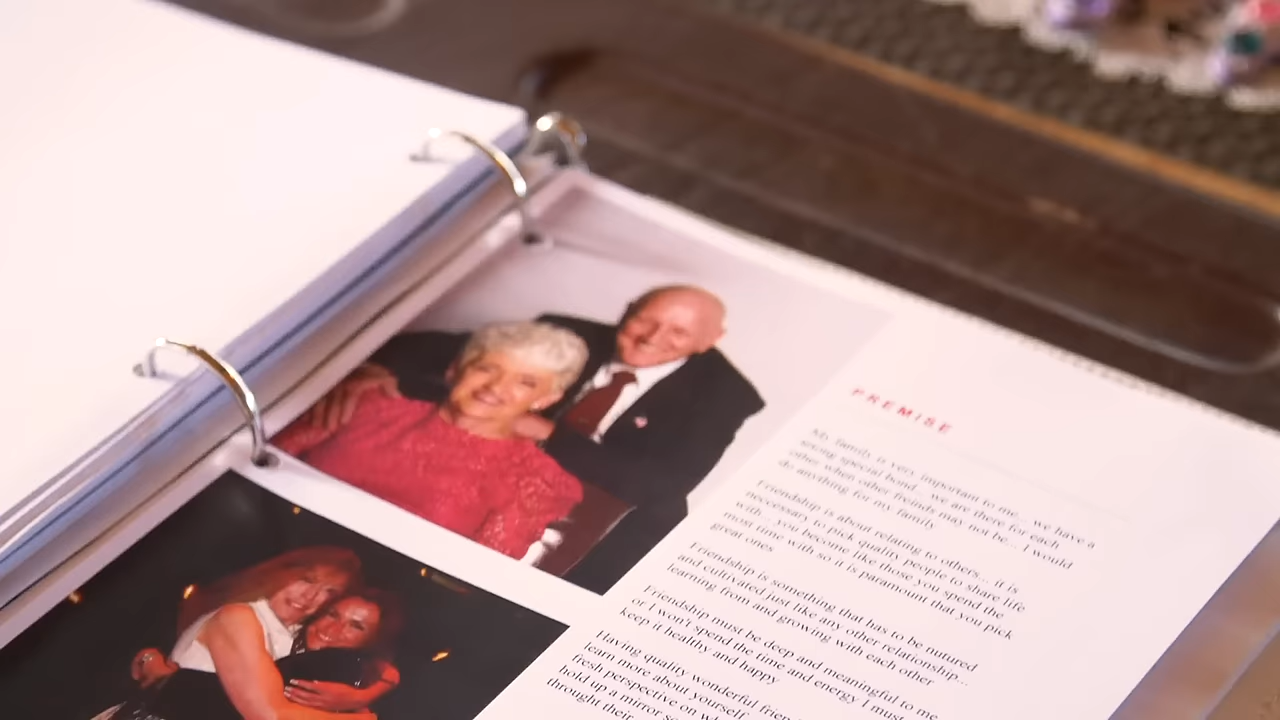 PREMISE
My family is very important to me... we have a
strong special bond... we are there for each
other when other freinds may not be... I would
do anything for my family
Friendship is about relating to others... it is
neccessary to pick quality people to share life
with... you become like those you spend the
most time with so it is paramount that you pick
great ones
Friendship is something that has to be nutured
and cultivated just like any other relationship...
learning from and growing with each other
Friendship must be deep and meaningful to me
or I won't spend the time and energy I must
keep it healthy and happy
Having quality wonderful
learn more about yourself
fresh perspective on
hold up a mirror
throught their